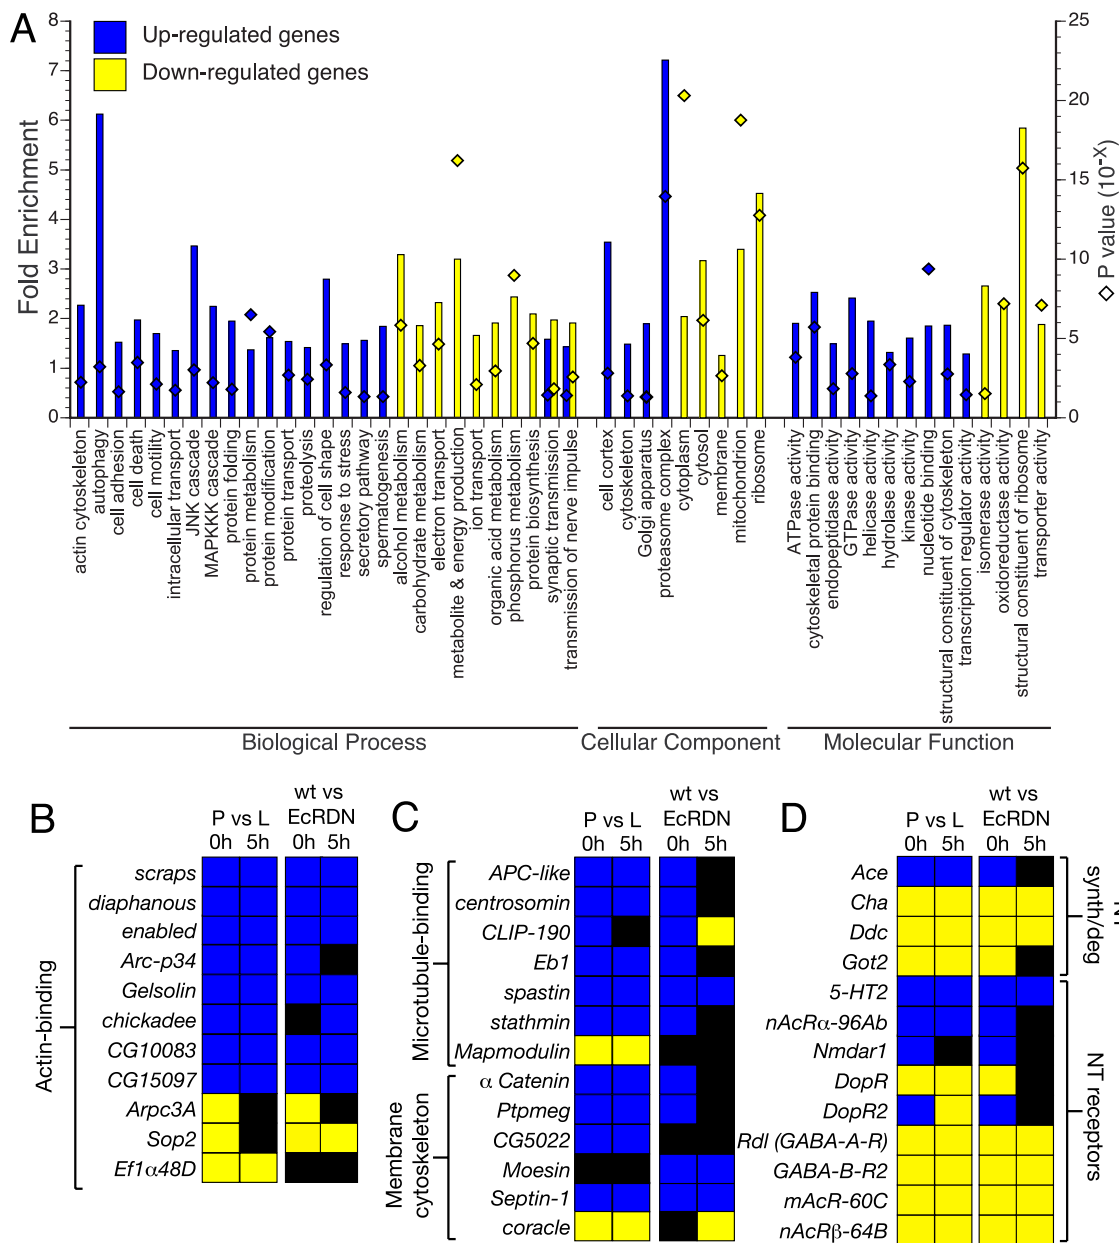 A
Up-regulated genes
Down-regulated genes
Fold Enrichment
8
7
6
5
4
3
2
1
0
25
20
15
10
5
0
P value (10-x)
actin cytoskeleton
autophagy
cell adhesion
cell death
cell motility
intracellular transport
JNK cascade
MAPKKK cascade
protein folding
protein metabolism
protein modification
protein transport
proteolysis
regulation of cell shape
response to stress
secretory pathway
spermatogenesis
alcohol metabolism
carbohydrate metabolism
electron transport
metabolite & energy production
ion transport
organic acid metabolism
phosphorus metabolism
protein biosynthesis
synaptic transmission
transmission of nerve impulse
cell cortex
cytoskeleton
Golgi apparatus
proteasome complex
cytoplasm
cytosol
membrane
mitochondrion
ribosome
ATPase activity
cytoskeletal protein binding
endopeptidase activity
GTPase activity
helicase activity
hydrolase activity
kinase activity
nucleotide binding
structural constituent of cytoskeleton
transcription regulator activity
isomerase activity
oxidoreductase activity
structural constituent of ribosome
transporter activity
Biological Process
Cellular Component
Molecular Function
B
P vs L
wt vs
EcRDN
0h 5h 0h 5h
Actin-binding
scraps
diaphanous
enabled
Arc-p34
Gelsolin
chickadee
CG10083
CG15097
Arpc3A
Sop2
Ef1α48D
C
P vs L
wt vs
EcRDN
0h 5h 0h 5h
Microtubule-binding
APC-like
centrosomin
CLIP-190
Eb1
spastin
stathmin
Mapmodulin
Membrane
cytoskeleton
α Catenin
Ptpmeg
CG5022
Moesin
Septin-1
coracle
D
P vs L
wt vs
EcRDN
0h 5h 0h 5h
Ace
Cha
Ddc
Got2
synth/deg
5-HT2
nAcRα-96Ab
Nmdar1
DopR
DopR2
Rdl (GABA-A-R)
GABA-B-R2
mAcR-60C
nAcRβ-64B
NT receptors